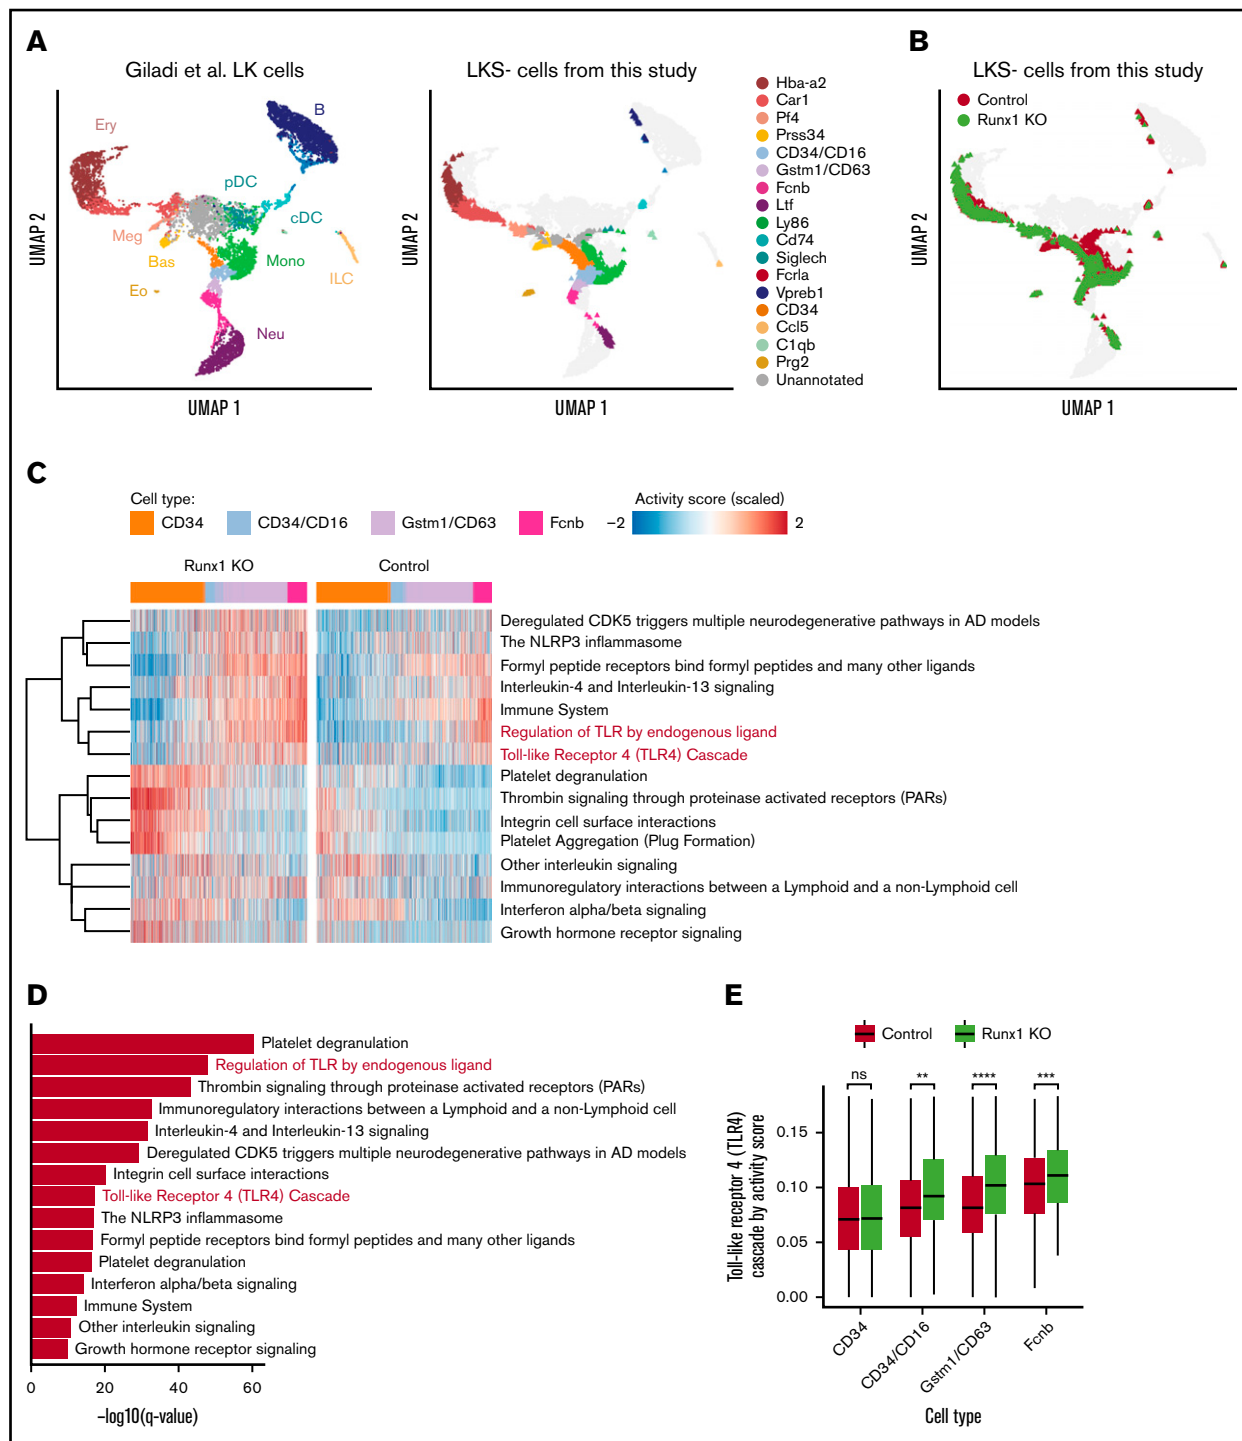 A
Giladi et al. LK cells
LKS- cells from this study
B
LKS- cells from this study
Ery
B
pDC
cDC
Meg
Bas
Mono
ILC
Eo
Neu
UMAP 2
UMAP 1
UMAP 2
UMAP 1
Hba-a2
Car1
Pf4
Prss34
CD34/CD16
Gstm1/CD63
Fcnb
Ltf
Ly86
Cd74
Siglech
Fcrla
Vpreb1
CD34
Ccl5
C1qb
Prg2
Unannotated
Control
Runx1 KO
UMAP 2
UMAP 1
C
Cell type:
CD34
CD34/CD16
Gstm1/CD63
Fcnb
Activity score (scaled)
−2
2
Runx1 KO
Control
Deregulated CDK5 triggers multiple neurodegenerative pathways in AD models
The NLRP3 inflammasome
Formyl peptide receptors bind formyl peptides and many other ligands
Interleukin-4 and Interleukin-13 signaling
Immune System
Regulation of TLR by endogenous ligand
Toll-like Receptor 4 (TLR4) Cascade
Platelet degranulation
Thrombin signaling through proteinase activated receptors (PARs)
Integrin cell surface interactions
Platelet Aggregation (Plug Formation)
Other interleukin signaling
Immunoregulatory interactions between a Lymphoid and a non-Lymphoid cell
Interferon alpha/beta signaling
Growth hormone receptor signaling
D
Platelet degranulation
Regulation of TLR by endogenous ligand
Thrombin signaling through proteinase activated receptors (PARs)
Immunoregulatory interactions between a Lymphoid and a non-Lymphoid cell
Interleukin-4 and Interleukin-13 signaling
Deregulated CDK5 triggers multiple neurodegenerative pathways in AD models
Integrin cell surface interactions
Toll-like Receptor 4 (TLR4) Cascade
The NLRP3 inflammasome
Formyl peptide receptors bind formyl peptides and many other ligands
Platelet degranulation
Interferon alpha/beta signaling
Immune System
Other interleukin signaling
Growth hormone receptor signaling
0 20 40 60
−log10(q-value)
E
Control
Runx1 KO
ns
**
****
***
Toll-like receptor 4 (TLR4)
cascade by activity score
0.15
0.10
0.05
0.00
CD34
CD34/CD16
Gstm1/CD63
Fcnb
Cell type